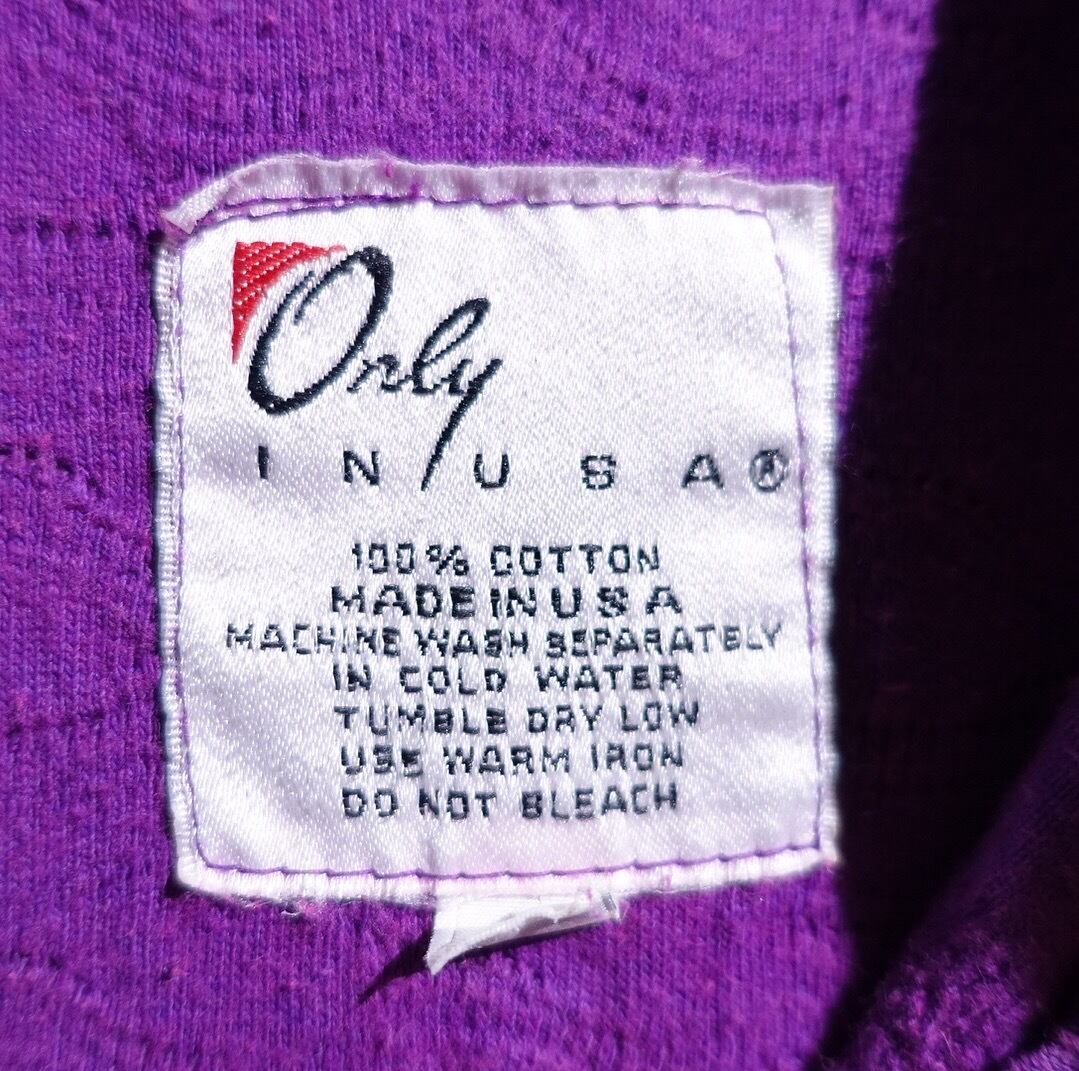 Only
IN USA®
100% COTTON
MADE IN USA
MACHINE WASH SEPARATELY
IN COLD WATER
TUMBLE DRY LOW
USE WARM IRON
DO NOT BLEACH